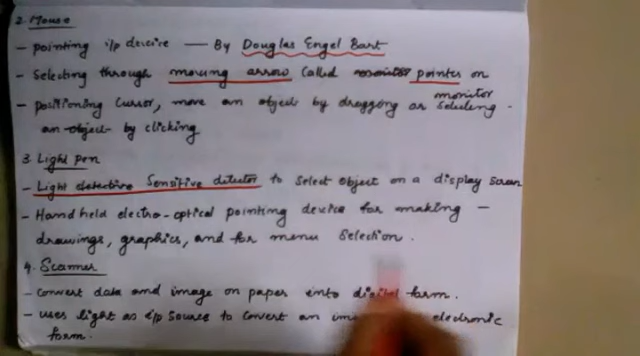 2. Mouse
- pointing i/p device — By Douglas Engel Bart
- Selecting through moving arrow called monitor pointer on monitor
- positioning Cursor, move an object by dragging or Selecting -
an object by clicking
3. Light pen
- Light detective Sensitive detector to Select Object on a display screen
- Hand held electro-optical pointing device for making -
drawings, graphics, and for menu Selection.
4. Scanner
- Convert data and image on paper into digital form.
- uses light as i/p source to convert an electronic
form.